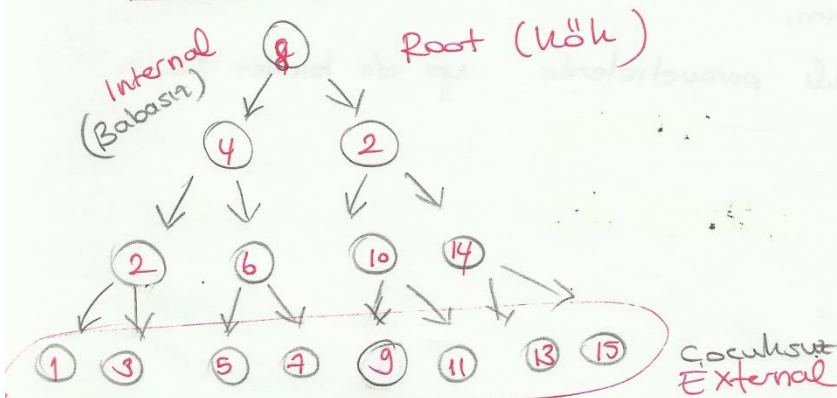 Internal
(Babasız)
8
Root (kök)
4 2
2 6 10 14
1 3 5 7 9 11 13 15
Çocuksuz
External